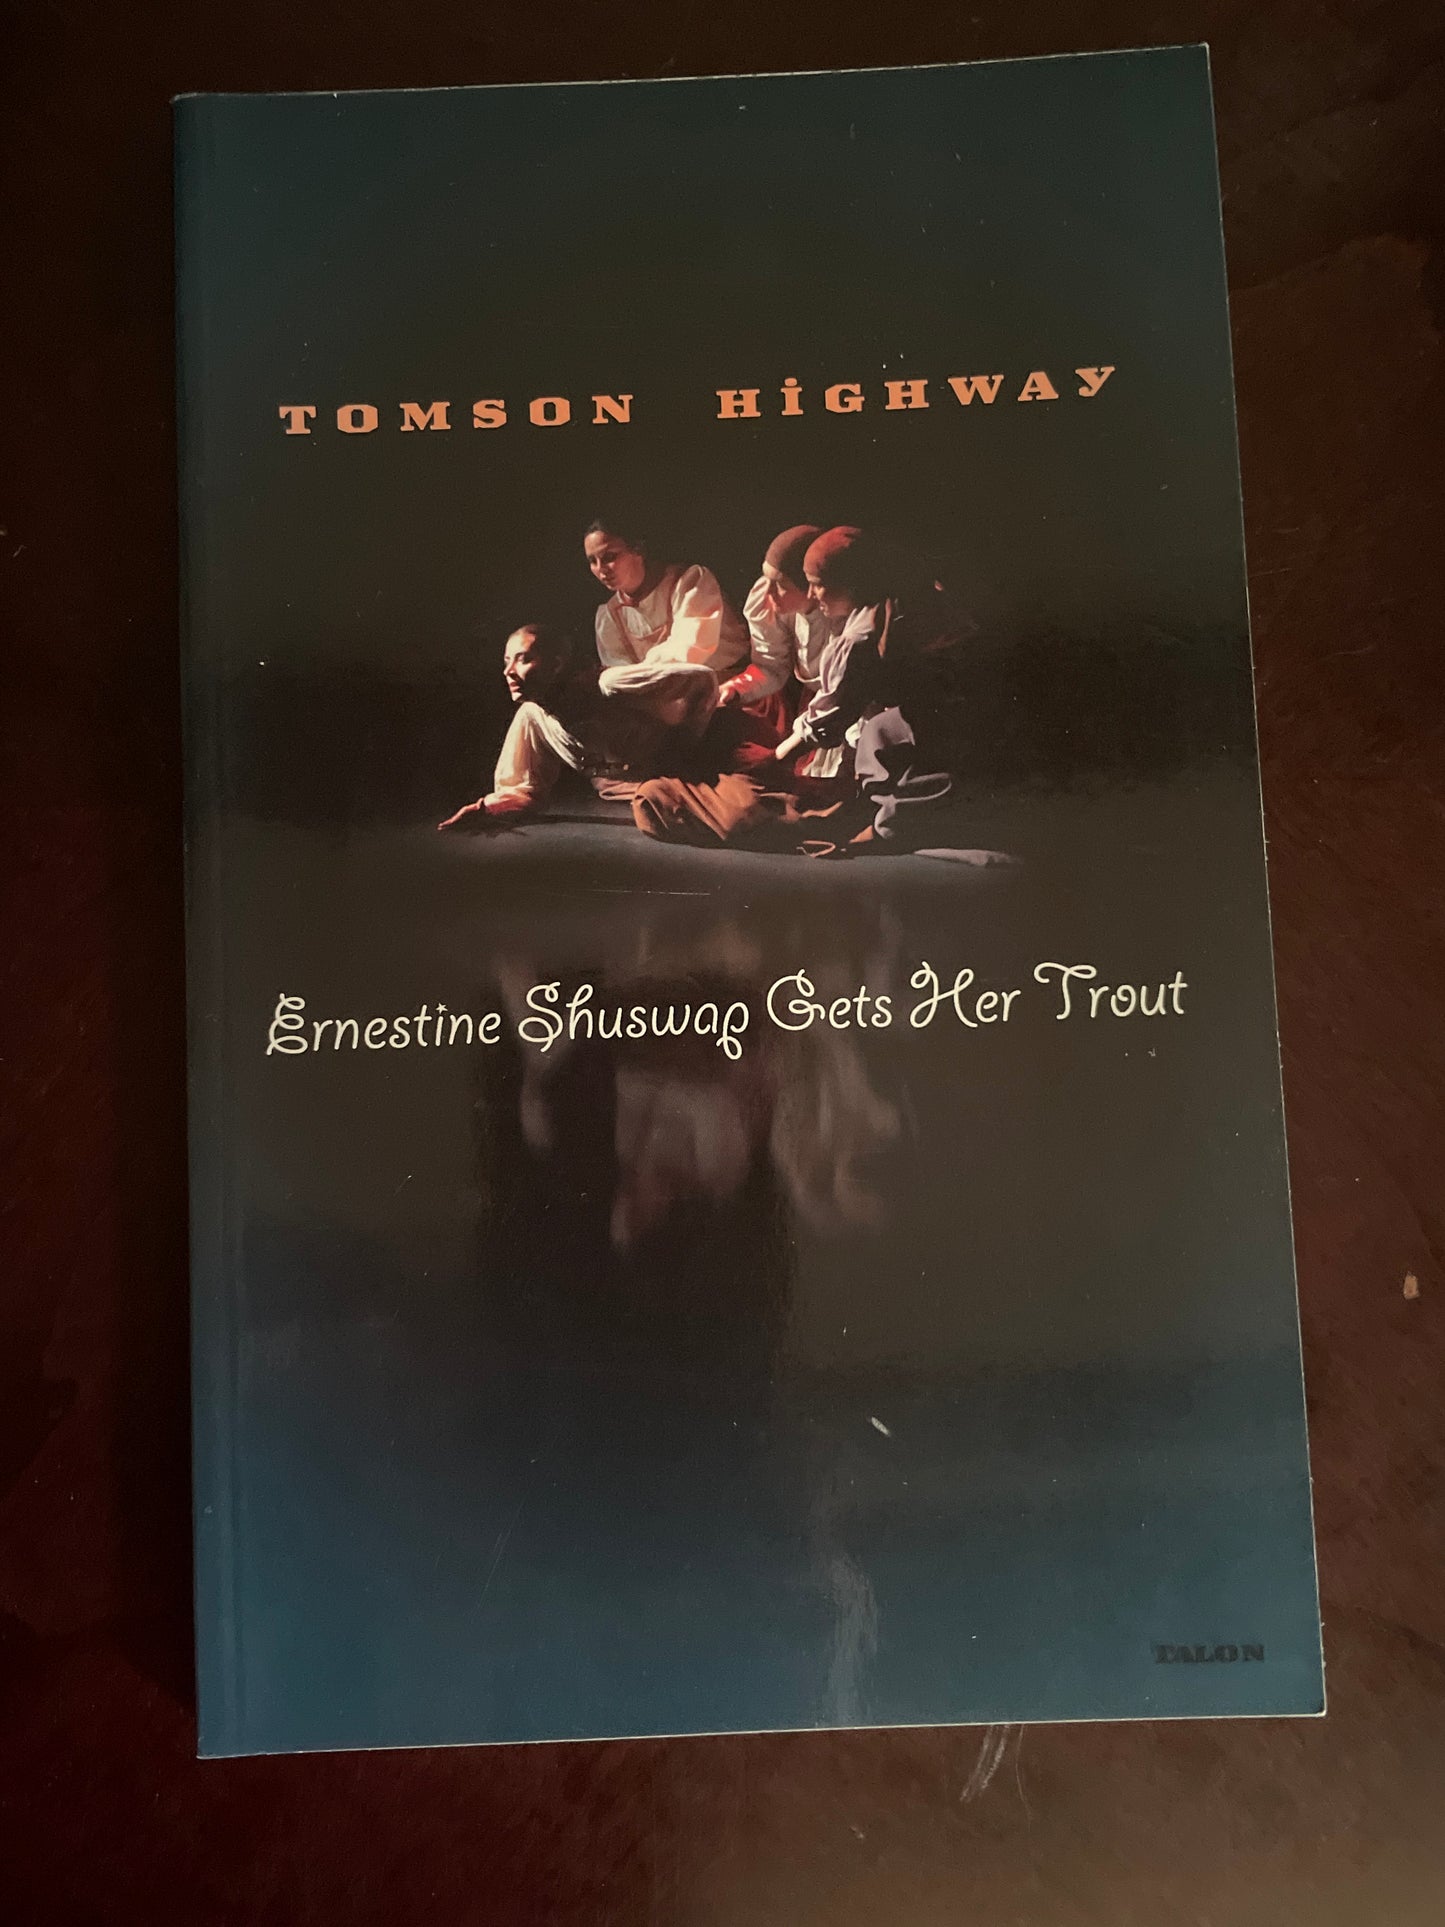 TOMSON HiGHWAY
Ernestine Shuswap Gets Her Trout
TALON